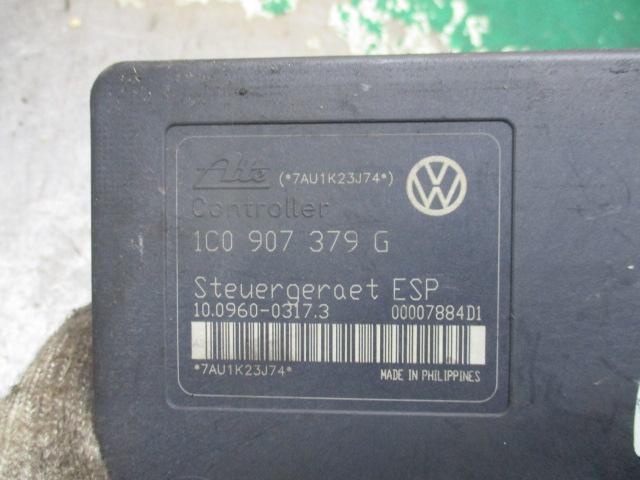 Ate (*7AU1K23J74*)
Controller
1C0 907 379 G
Steuergeraet ESP
10.0960-0317.3 00007884D1
*7AU1K23J74*
MADE IN PHILIPPINES